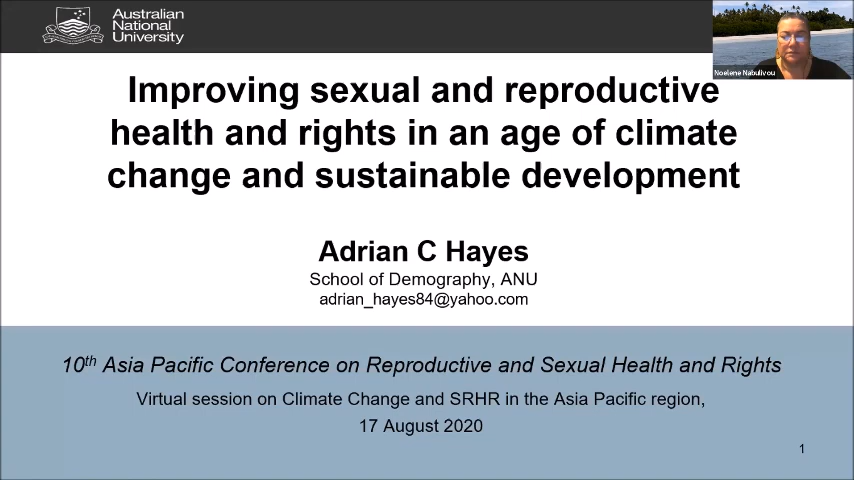 Australian
National
University
Noelene Nabulivou
Improving sexual and reproductive
health and rights in an age of climate
change and sustainable development
Adrian C Hayes
School of Demography, ANU
adrian_hayes84@yahoo.com
10th Asia Pacific Conference on Reproductive and Sexual Health and Rights
Virtual session on Climate Change and SRHR in the Asia Pacific region,
17 August 2020
1